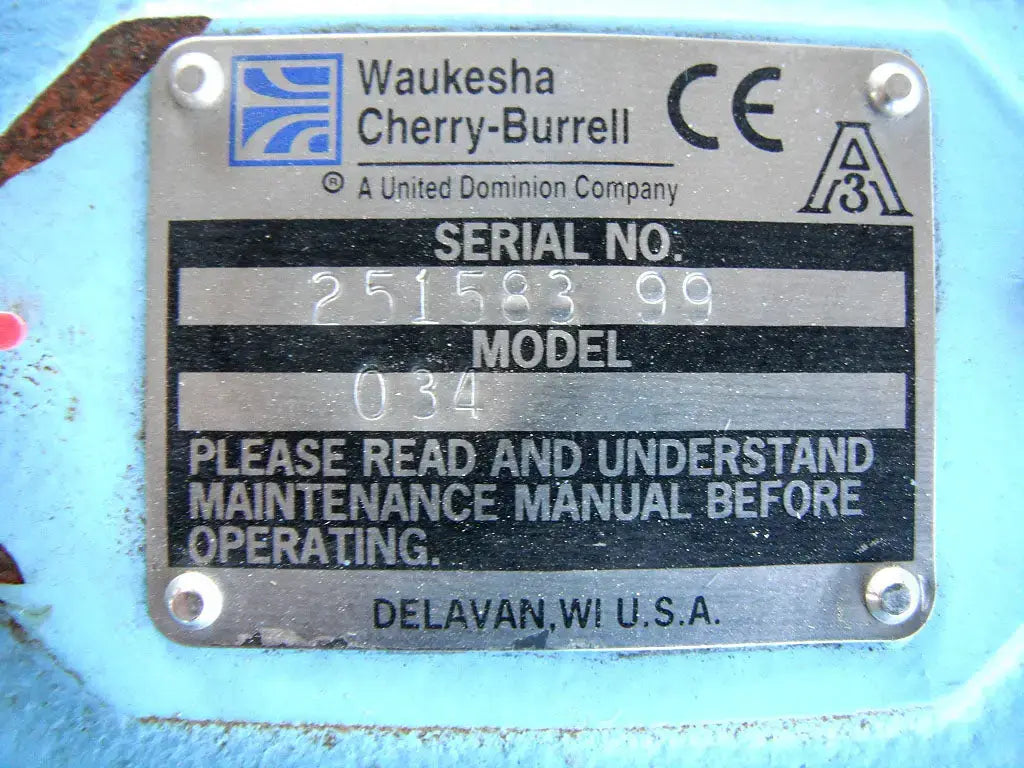 Waukesha
Cherry-Burrell
® A United Dominion Company
CE
A
3
SERIAL NO.
251583 99
MODEL
034
PLEASE READ AND UNDERSTAND
MAINTENANCE MANUAL BEFORE
OPERATING.
DELAVAN, WI U.S.A.